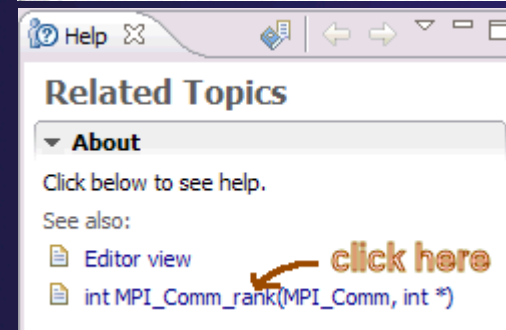 Help
Related Topics
About
Click below to see help.
See also:
Editor view
click here
int MPI_Comm_rank(MPI_Comm, int *)